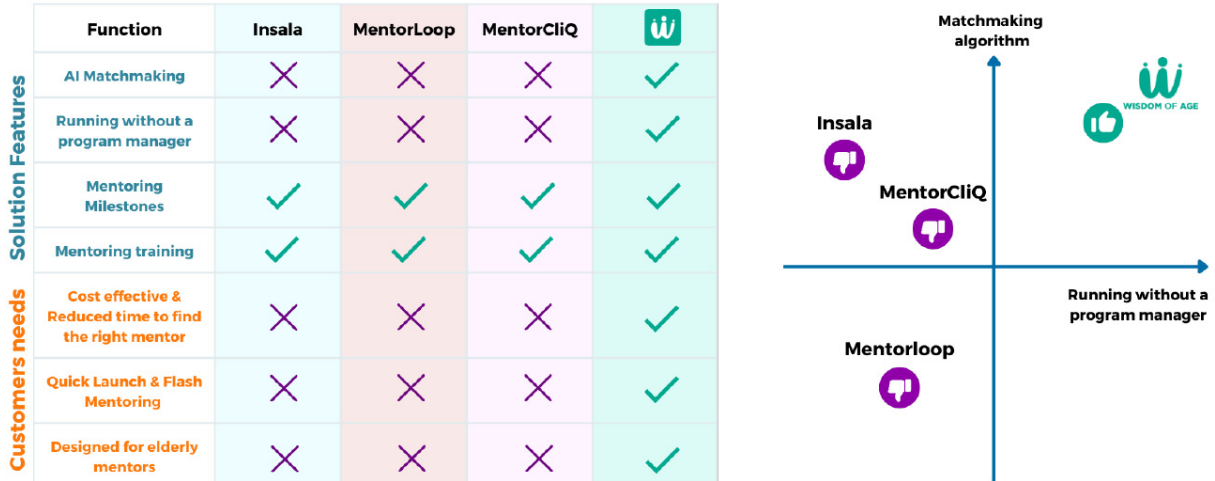 Function
Insala
MentorLoop
MentorCliQ
Solution Features
AI Matchmaking
Running without a
program manager
Mentoring
Milestones
Mentoring training
Customers needs
Cost effective &
Reduced time to find
the right mentor
Quick Launch & Flash
Mentoring
Designed for elderly
mentors
Matchmaking
algorithm
WISDOM OF AGE
Insala
MentorCliQ
Running without a
program manager
Mentorloop